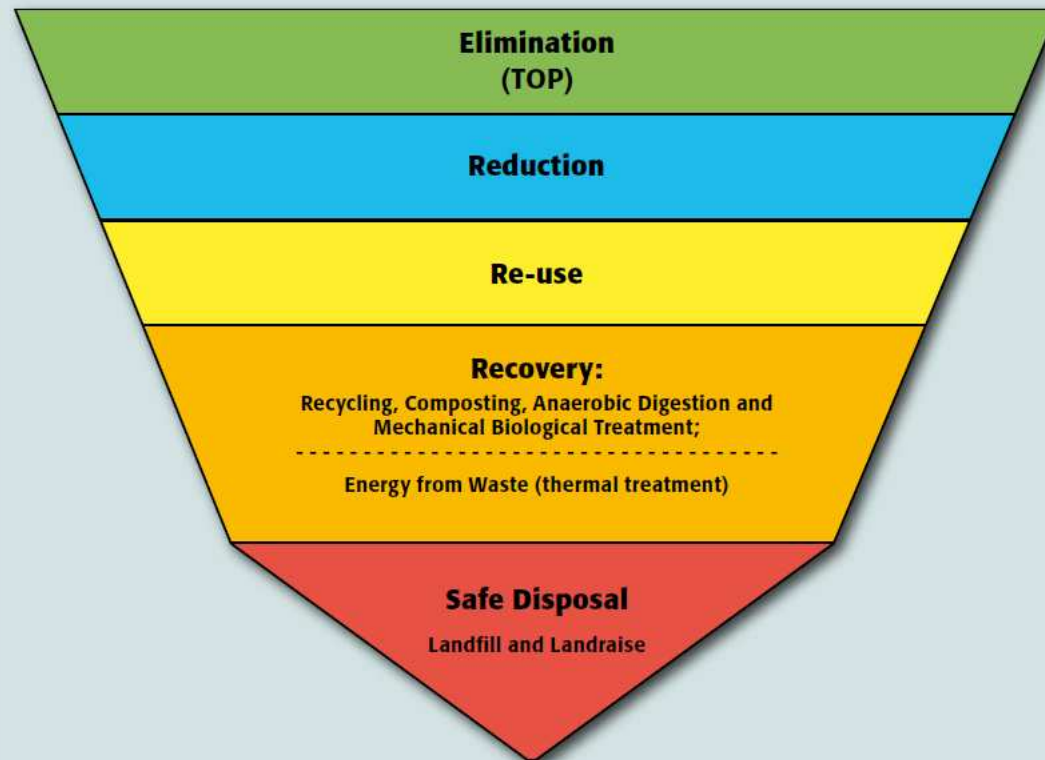 Elimination
(TOP)
Reduction
Re-use
Recovery:
Recycling, Composting, Anaerobic Digestion and
Mechanical Biological Treatment;
Energy from Waste (thermal treatment)
Safe Disposal
Landfill and Landraise